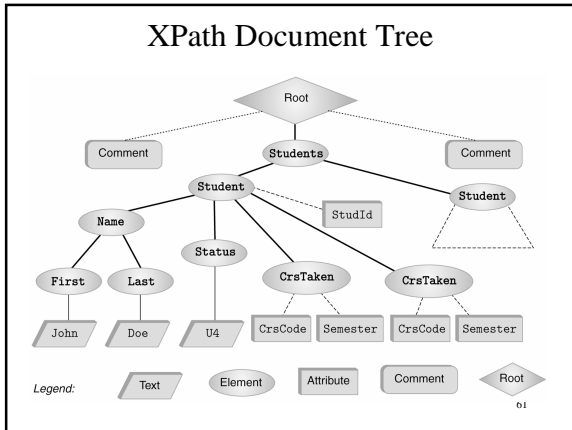 XPath Document Tree
Root
Comment
Students
Comment
Student
Student
StudId
Name
Status
First
Last
CrsTaken
CrsTaken
John
Doe
U4
CrsCode
Semester
CrsCode
Semester
Legend:
Text
Element
Attribute
Comment
Root
61